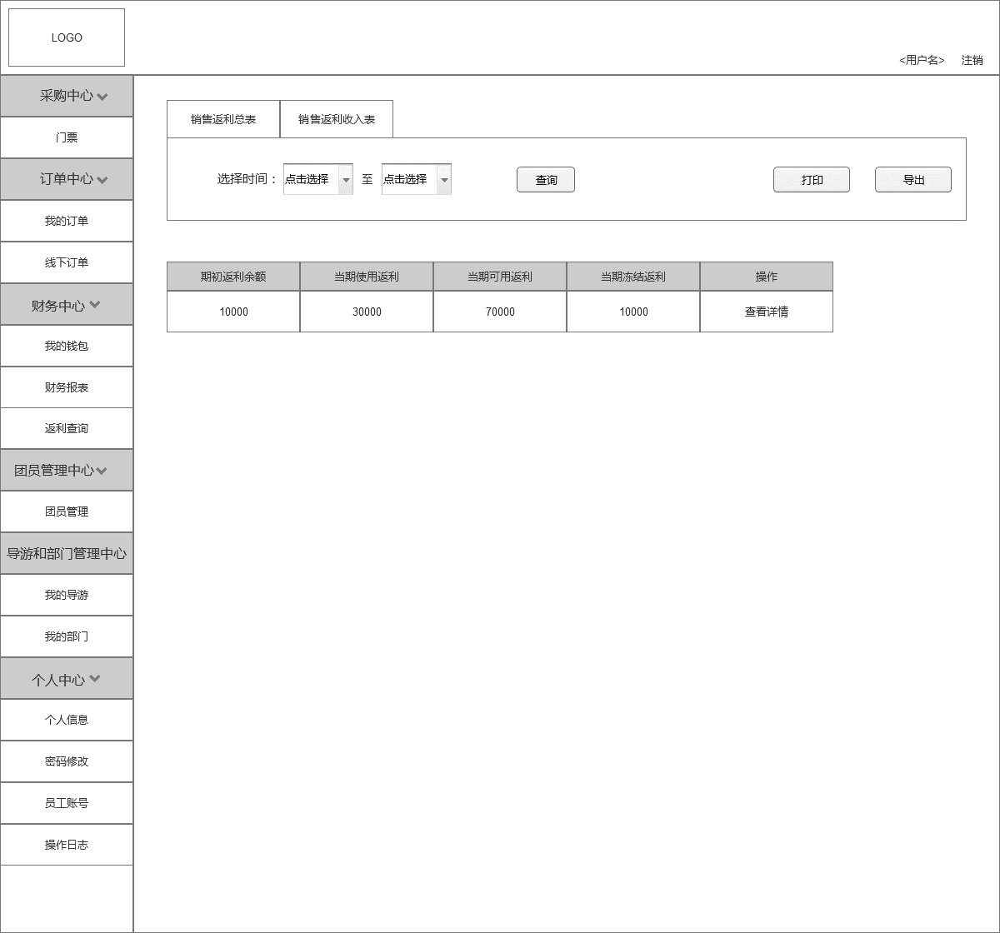 LOGO
<用户名> 注销
采购中心
门票
订单中心
我的订单
线下订单
财务中心
我的钱包
财务报表
返利查询
团员管理中心
团员管理
导游和部门管理中心
我的导游
我的部门
个人中心
个人信息
密码修改
员工账号
操作日志
销售返利总表 销售返利收入表
选择时间： 点击选择 至 点击选择 查询 打印 导出
期初返利余额 当期使用返利 当期可用返利 当期冻结返利 操作
10000 30000 70000 10000 查看详情